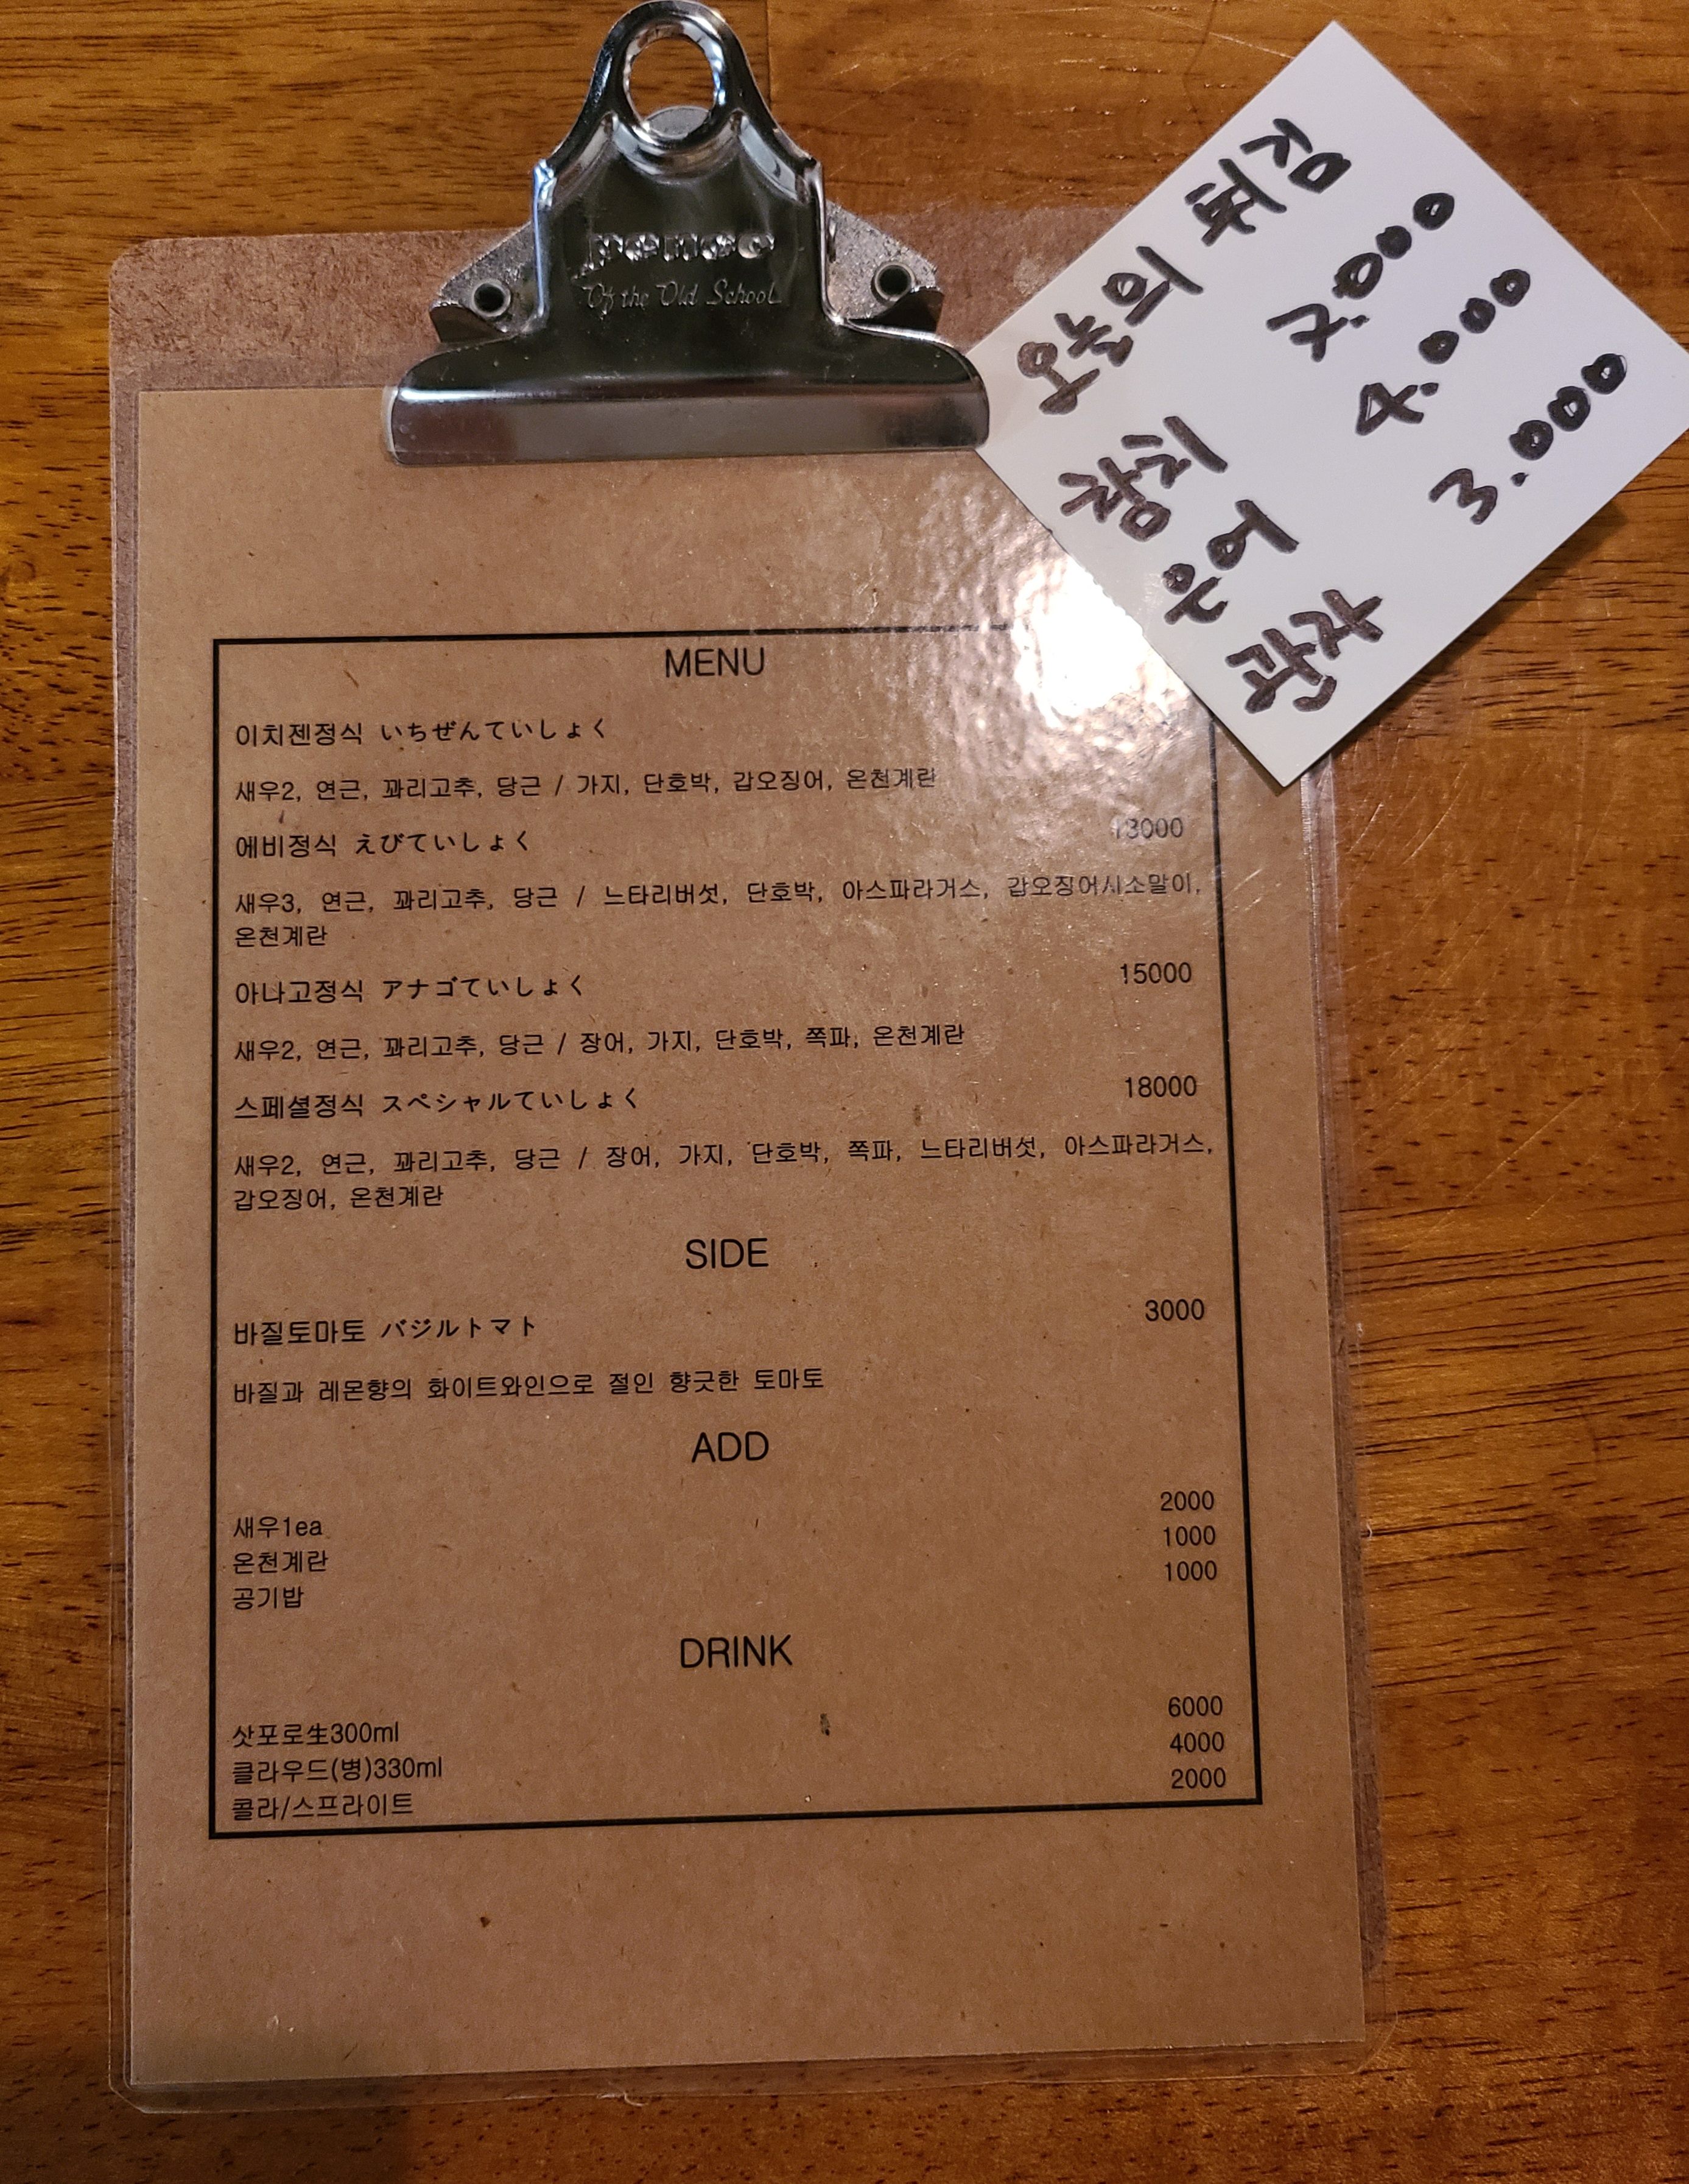 penco
Of the Old School
오늘의 튀김
2.000
은어 4.000
관자 3.000
MENU
이치젠정식 いちぜんていしょく
새우2, 연근, 꽈리고추, 당근 / 가지, 단호박, 갑오징어, 온천계란
에비정식 えびていしょく 13000
새우3, 연근, 꽈리고추, 당근 / 느타리버섯, 단호박, 아스파라거스, 갑오징어시소말이,
온천계란
아나고정식 アナゴていしょく 15000
새우2, 연근, 꽈리고추, 당근 / 장어, 가지, 단호박, 쪽파, 온천계란
스페셜정식 スペシャルていしょく 18000
새우2, 연근, 꽈리고추, 당근 / 장어, 가지, 단호박, 쪽파, 느타리버섯, 아스파라거스,
갑오징어, 온천계란
SIDE
바질토마토 バジルトマト 3000
바질과 레몬향의 화이트와인으로 절인 향긋한 토마토
ADD
새우1ea 2000
온천계란 1000
공기밥 1000
DRINK
삿포로生300ml 6000
클라우드(병)330ml 4000
콜라/스프라이트 2000